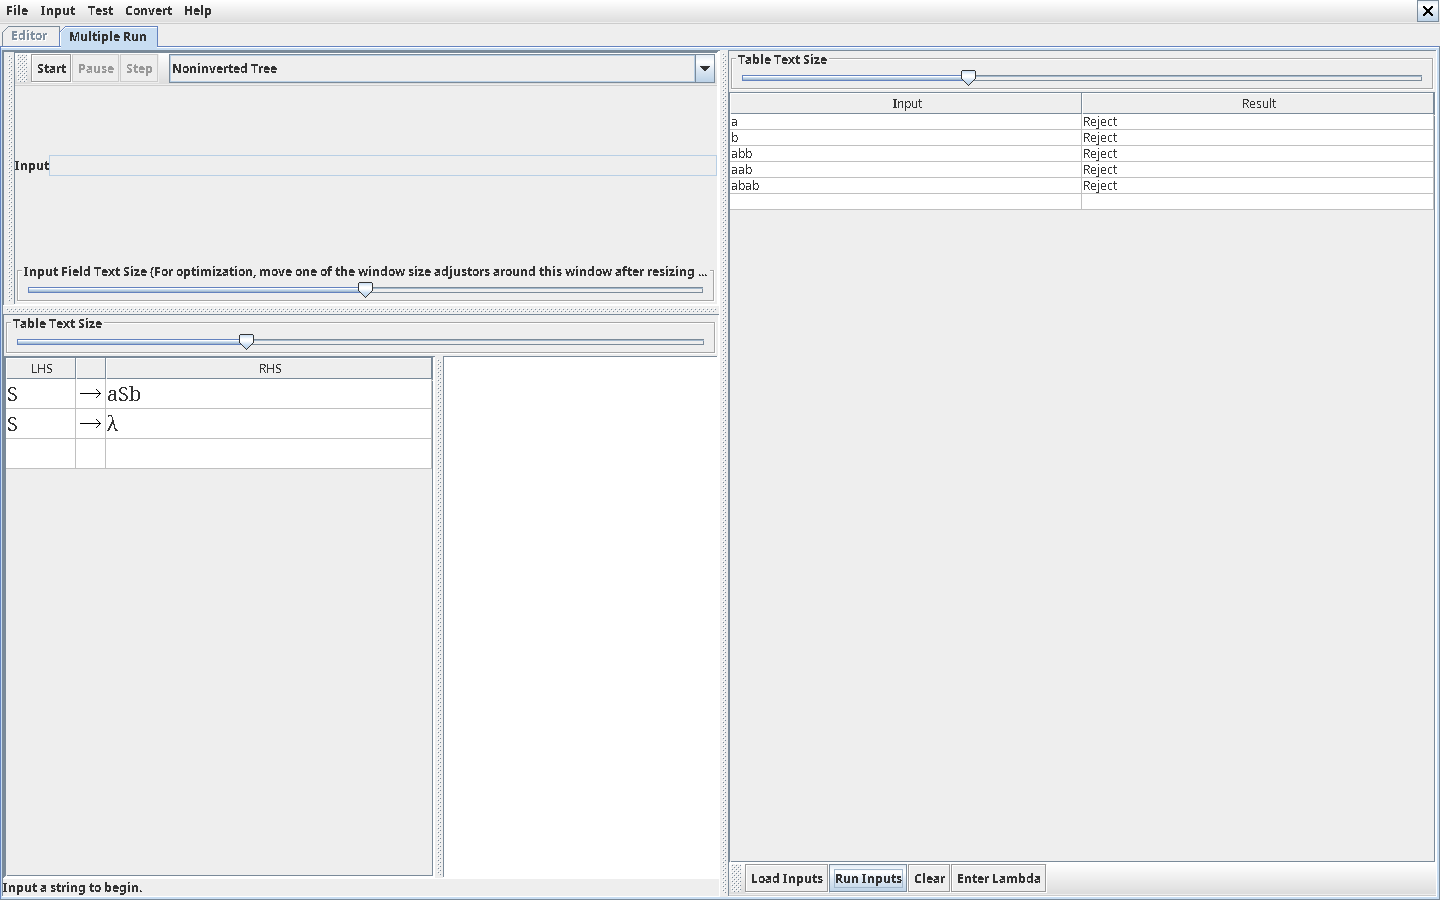 File Input Test Convert Help
Editor Multiple Run
Start Pause Step Noninverted Tree
Input
Input Field Text Size (For optimization, move one of the window size adjustors around this window after resizing ...
Table Text Size
LHS RHS
S → aSb
S → λ
Input a string to begin.
Table Text Size
Input Result
a Reject
b Reject
abb Reject
aab Reject
abab Reject
Load Inputs Run Inputs Clear Enter Lambda